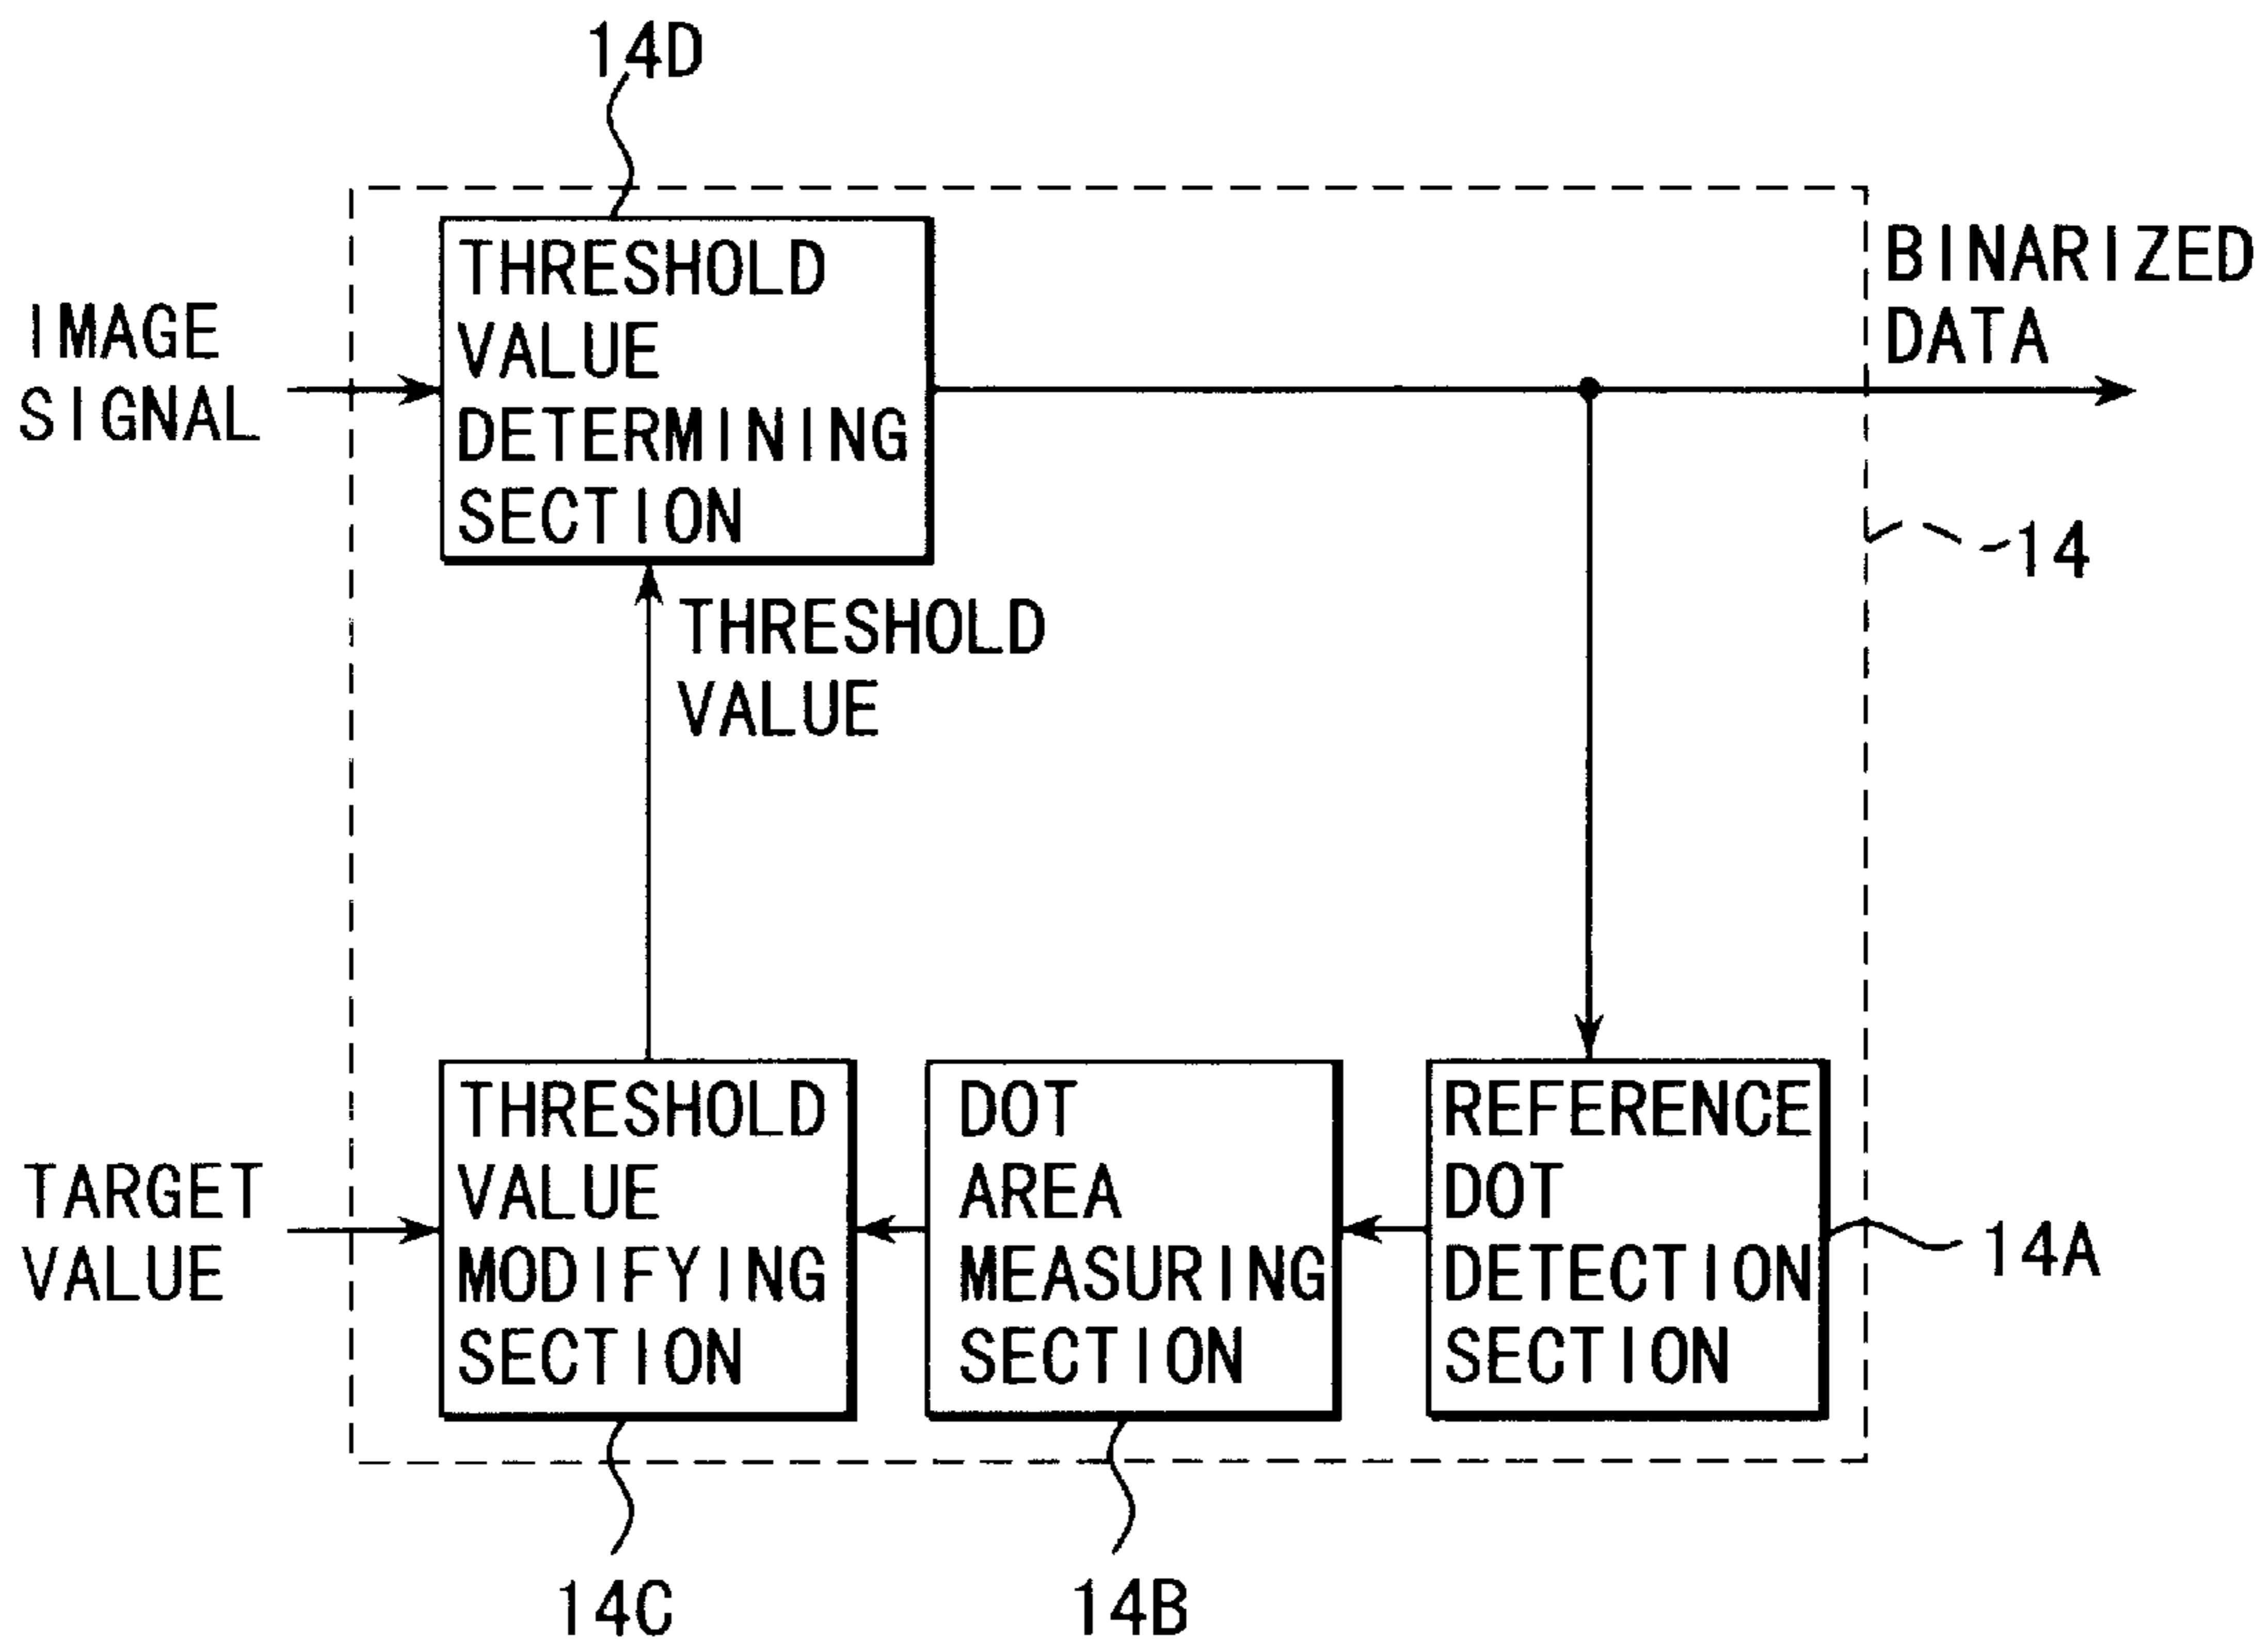 14D
THRESHOLD
VALUE
DETERMINING
SECTION
BINARIZED
DATA
IMAGE
SIGNAL
14
THRESHOLD
VALUE
THRESHOLD
VALUE
MODIFYING
SECTION
DOT
AREA
MEASURING
SECTION
REFERENCE
DOT
DETECTION
SECTION
TARGET
VALUE
14A
14C
14B